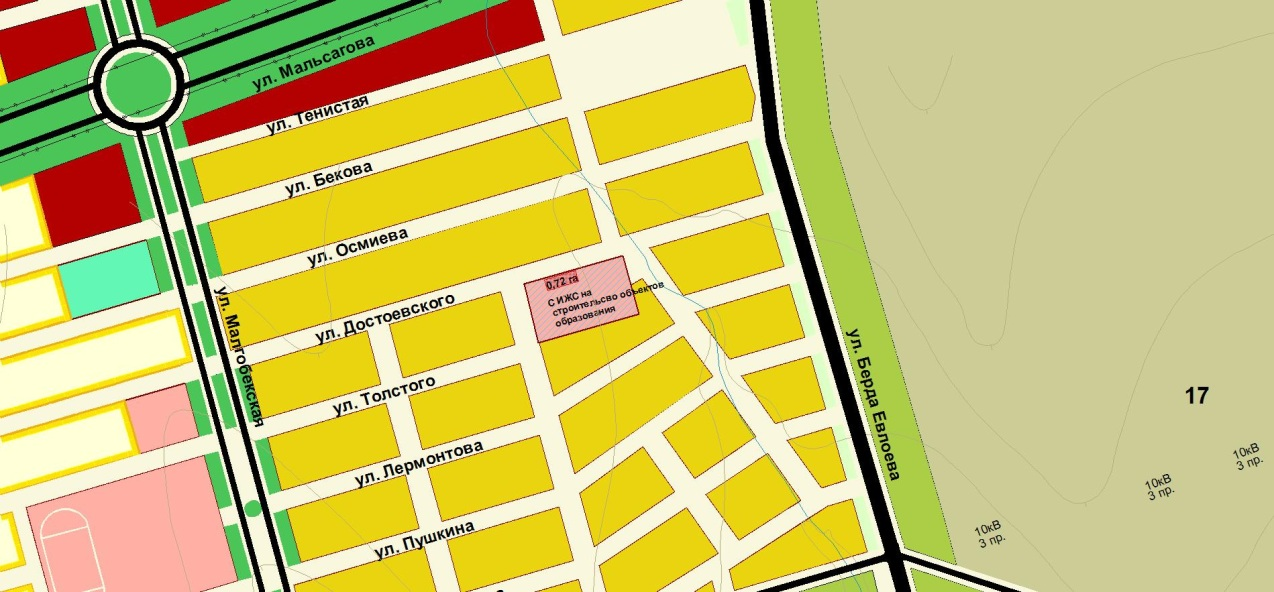 ул. Мальсагова
ул. Тенистая
ул. Бекова
ул. Осмиева
0,72 га
С ИЖС на
строительсво объектов
образования
ул. Достоевского
ул. Малгобекская
ул. Толстого
ул. Берда Евлоева
17
ул. Лермонтова
10кВ
3 пр.
10кВ
3 пр.
ул. Пушкина
10кВ
3 пр.